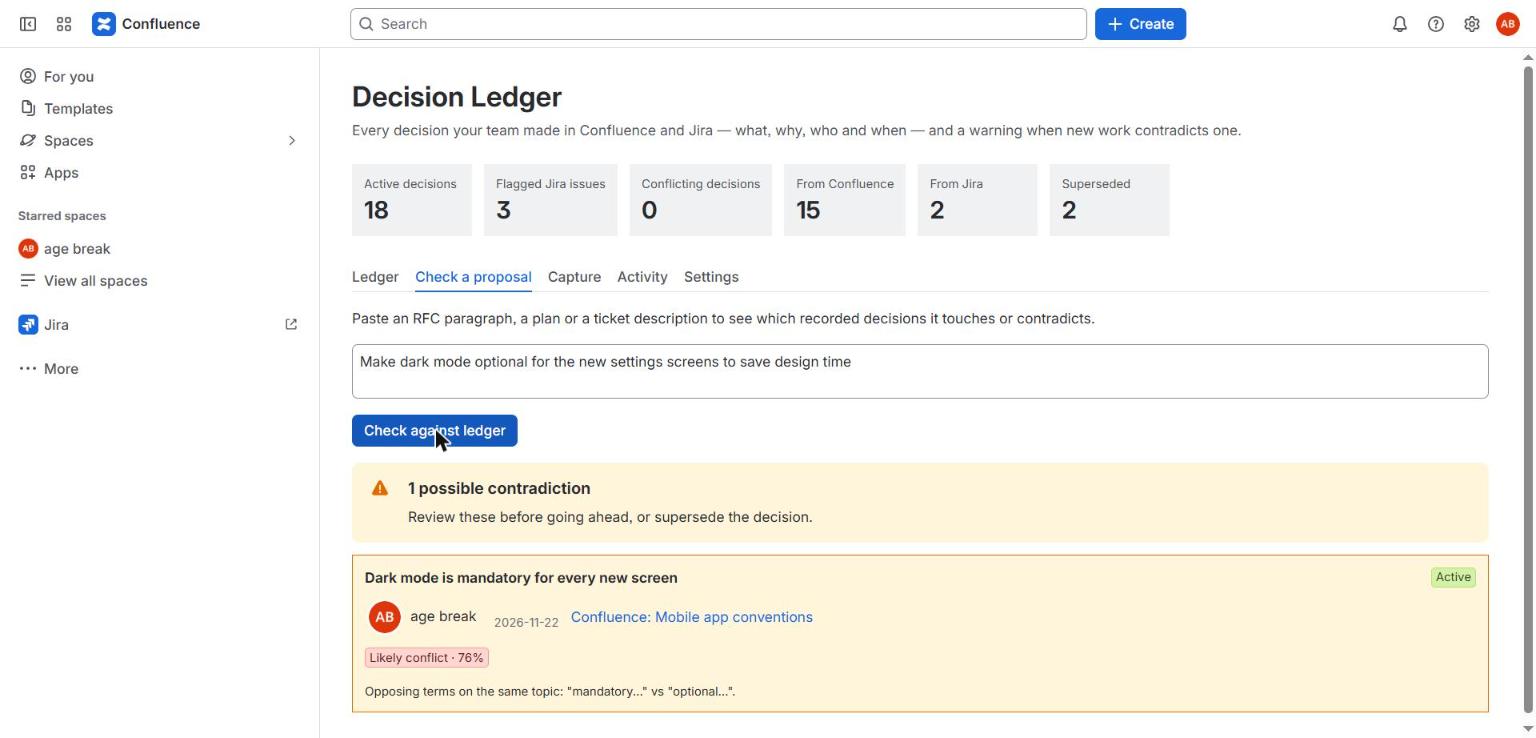 Confluence
Search
Create
AB
For you
Templates
Spaces
Apps
Starred spaces
AB age break
View all spaces
Jira
More
Decision Ledger
Every decision your team made in Confluence and Jira — what, why, who and when — and a warning when new work contradicts one.
Active decisions
18
Flagged Jira issues
3
Conflicting decisions
0
From Confluence
15
From Jira
2
Superseded
2
Ledger Check a proposal Capture Activity Settings
Paste an RFC paragraph, a plan or a ticket description to see which recorded decisions it touches or contradicts.
Make dark mode optional for the new settings screens to save design time
Check against ledger
1 possible contradiction
Review these before going ahead, or supersede the decision.
Dark mode is mandatory for every new screen
Active
AB age break 2026-11-22 Confluence: Mobile app conventions
Likely conflict · 76%
Opposing terms on the same topic: "mandatory..." vs "optional...".